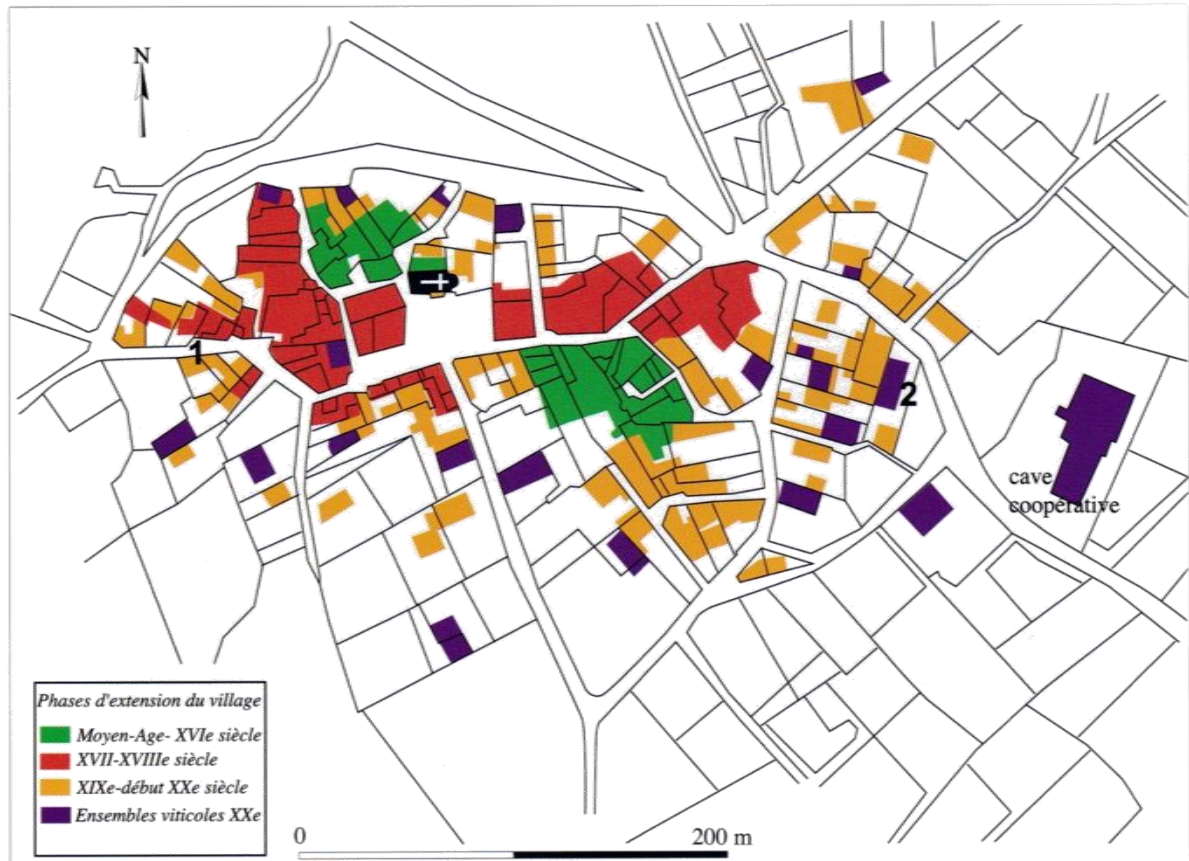 N
1
2
cave
coopérative
Phases d'extension du village
Moyen-Age- XVIe siècle
XVII-XVIIIe siècle
XIXe-début XXe siècle
Ensembles viticoles XXe
0
200 m